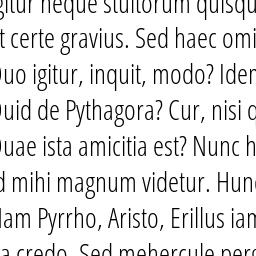 igitur neque stultorum quisqu
t certe gravius. Sed haec omi
Quo igitur, inquit, modo? Iden
Quid de Pythagora? Cur, nisi
Quae ista amicitia est? Nunc h
mihi magnum videtur. Hun
Nam Pyrrho, Aristo, Erillus iam
credo. Sed mehercule perg